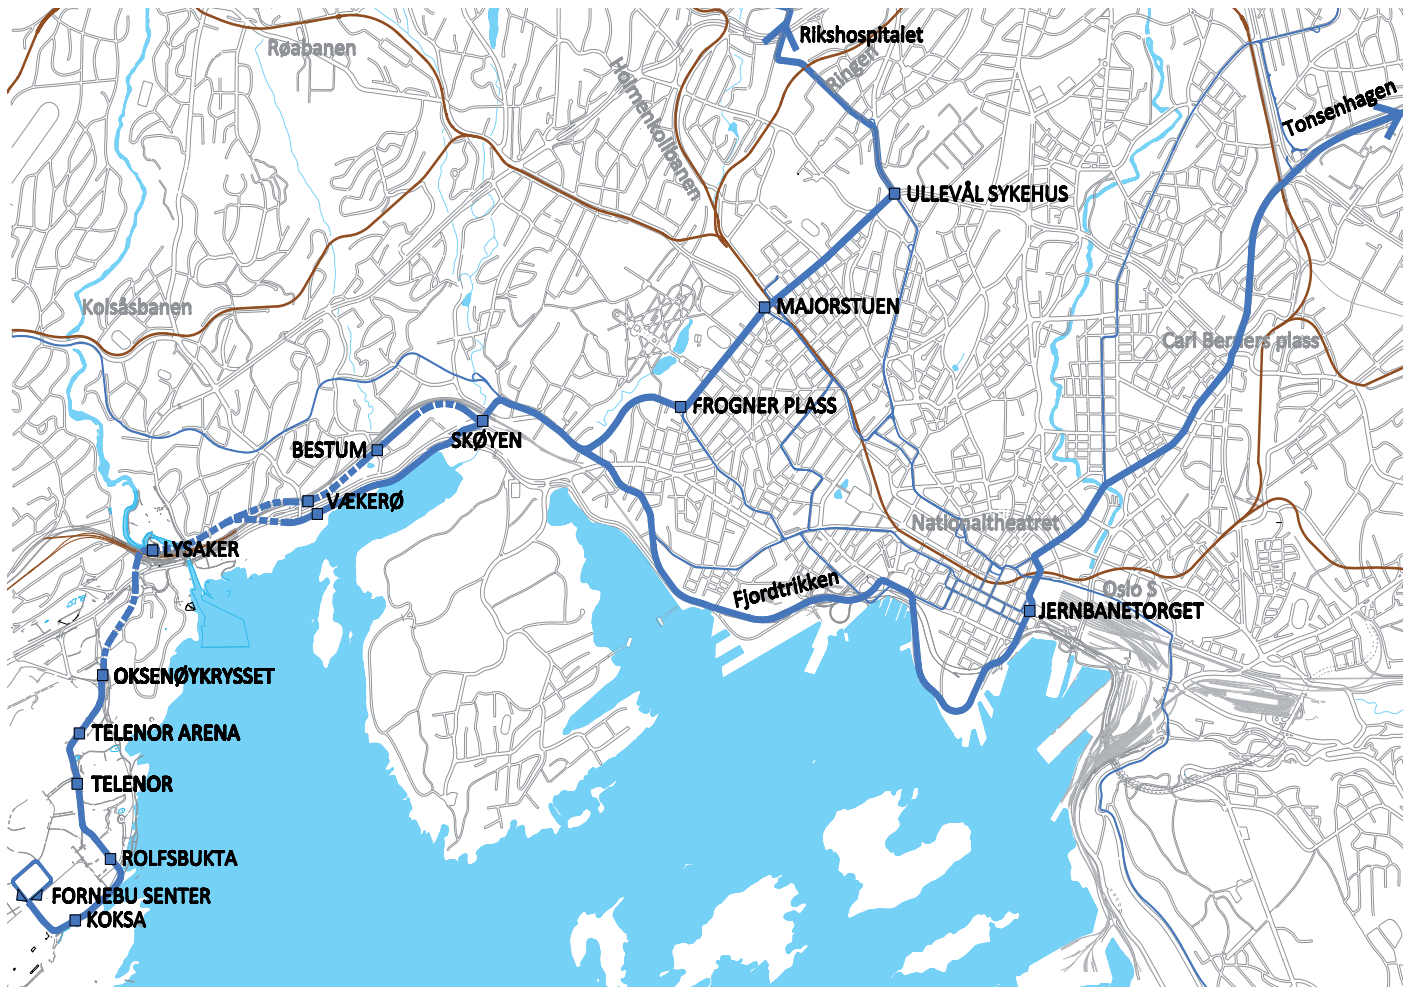 Rikshospitalet
Røabanen
Holmenkollbanen
Ringen
Tonsenhagen
ULLEVÅL SYKEHUS
Kolsåsbanen
MAJORSTUEN
Carl Berners plass
FROGNER PLASS
SKØYEN
BESTUM
VÆKERØ
Nationaltheatret
LYSAKER
Fjordtrikken
Oslo S
JERNBANETORGET
OKSENØYKRYSSET
TELENOR ARENA
TELENOR
ROLFSBUKTA
FORNEBU SENTER
KOKSA